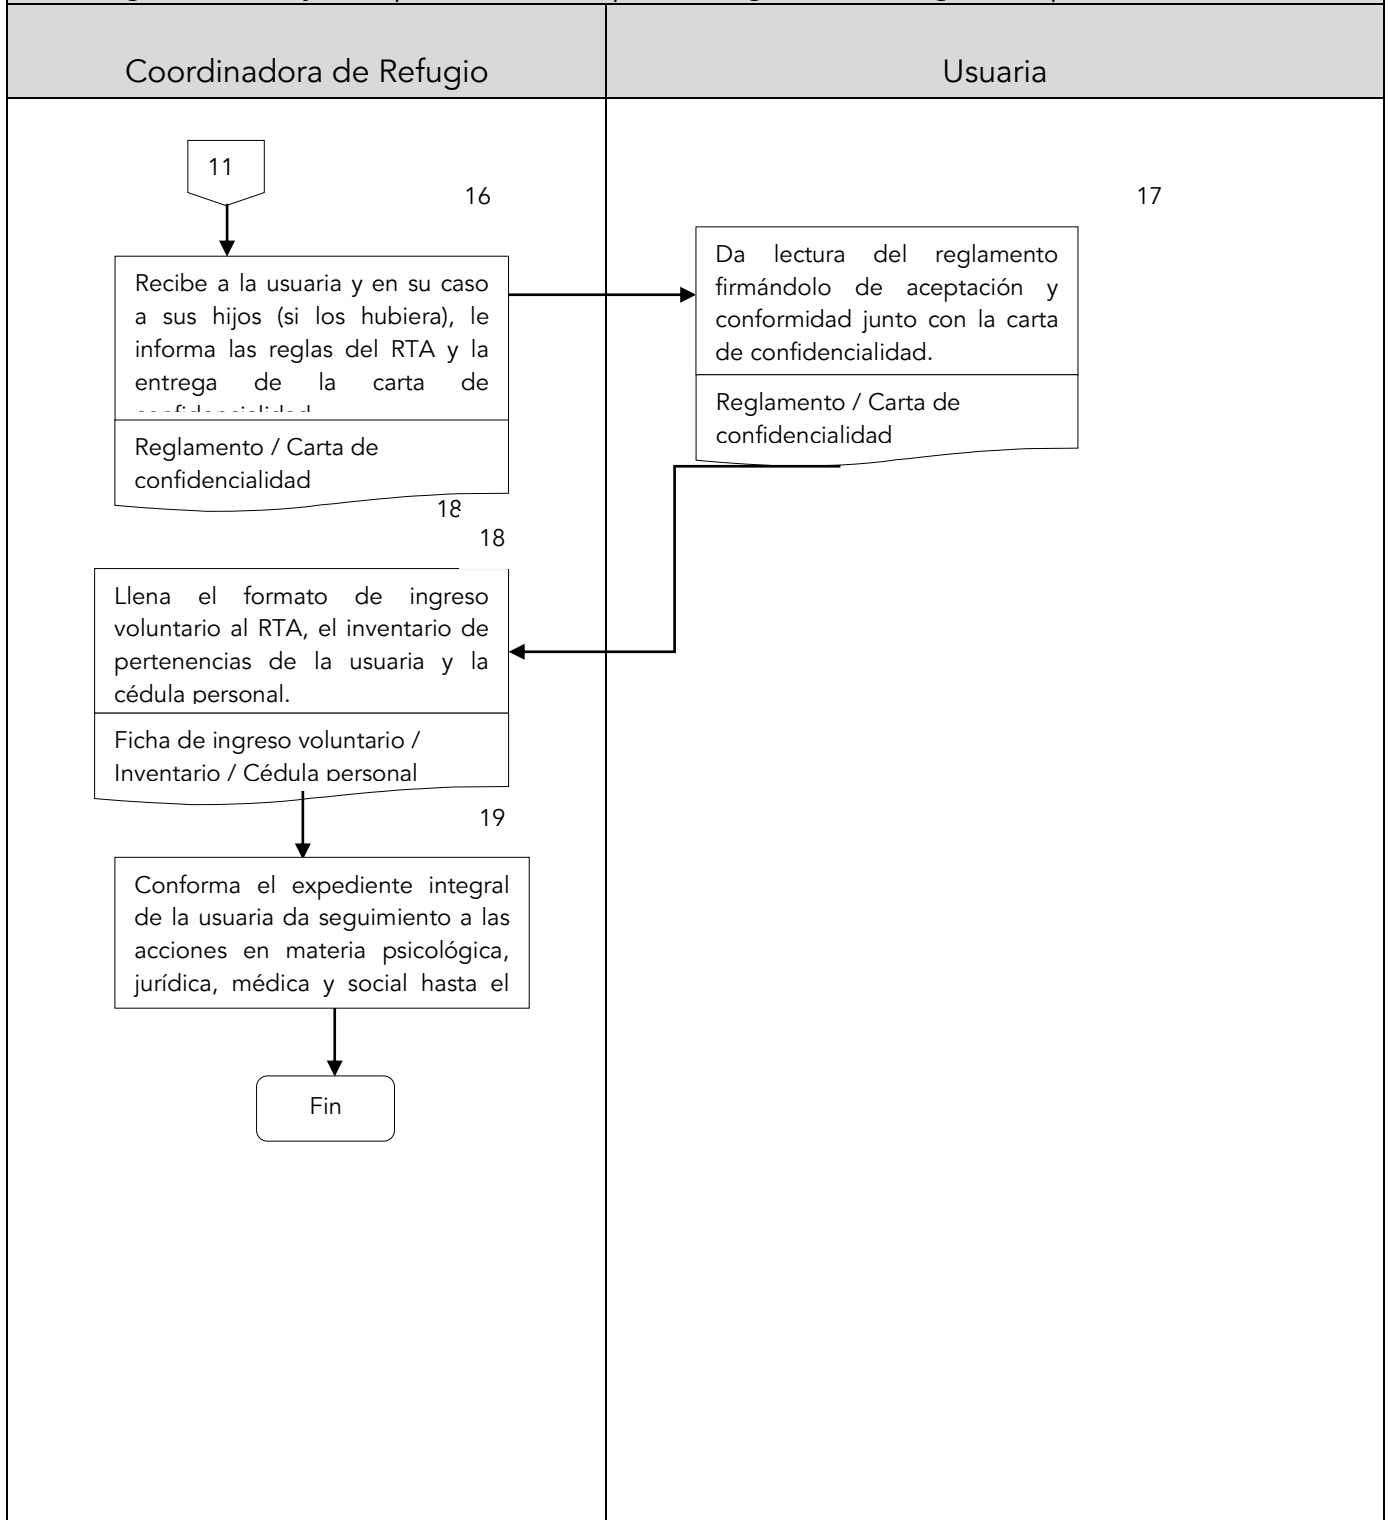 Coordinadora de Refugio
Usuaria
11
16
17
Recibe a la usuaria y en su caso
a sus hijos (si los hubiera), le
informa las reglas del RTA y la
entrega de la carta de
confidencialidad
Reglamento / Carta de
confidencialidad
Da lectura del reglamento
firmándolo de aceptación y
conformidad junto con la carta
de confidencialidad.
Reglamento / Carta de
confidencialidad
18
18
Llena el formato de ingreso
voluntario al RTA, el inventario de
pertenencias de la usuaria y la
cédula personal.
Ficha de ingreso voluntario /
Inventario / Cédula personal
19
Conforma el expediente integral
de la usuaria da seguimiento a las
acciones en materia psicológica,
jurídica, médica y social hasta el
Fin